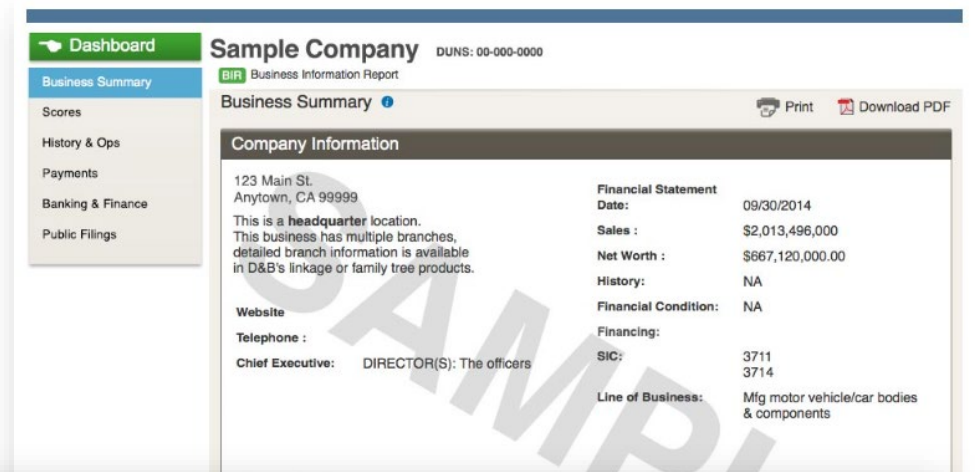 Dashboard
Sample Company DUNS: 00-000-0000
BIR Business Information Report
Business Summary
Scores
History & Ops
Payments
Banking & Finance
Public Filings
Business Summary i
Print Download PDF
Company Information
123 Main St.
Anytown, CA 99999
This is a headquarter location.
This business has multiple branches,
detailed branch information is available
in D&B's linkage or family tree products.
Website
Telephone :
Chief Executive: DIRECTOR(S): The officers
Financial Statement
Date: 09/30/2014
Sales : $2,013,496,000
Net Worth : $667,120,000.00
History: NA
Financial Condition: NA
Financing:
SIC: 3711
3714
Line of Business: Mfg motor vehicle/car bodies
& components
SAMPL